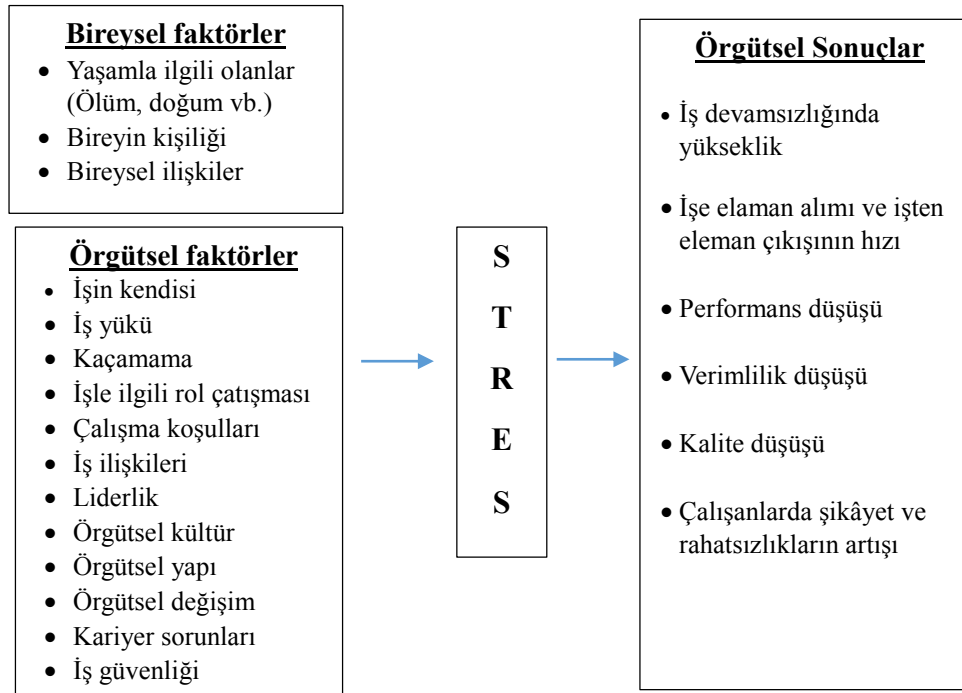 Bireysel faktörler
• Yaşamla ilgili olanlar
(Ölüm, doğum vb.)
• Bireyin kişiliği
• Bireysel ilişkiler
Örgütsel faktörler
• İşin kendisi
• İş yükü
• Kaçamama
• İşle ilgili rol çatışması
• Çalışma koşulları
• İş ilişkileri
• Liderlik
• Örgütsel kültür
• Örgütsel yapı
• Örgütsel değişim
• Kariyer sorunları
• İş güvenliği
S
T
R
E
S
Örgütsel Sonuçlar
• İş devamsızlığında
yükseklik
• İşe elaman alımı ve işten
eleman çıkışının hızı
• Performans düşüşü
• Verimlilik düşüşü
• Kalite düşüşü
• Çalışanlarda şikâyet ve
rahatsızlıkların artışı